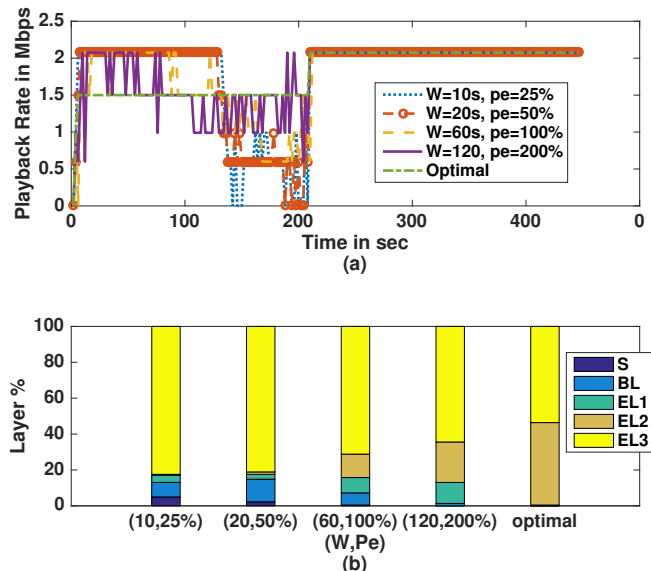 Playback Rate in Mbps
2.5
2
1.5
1
0.5
0
0
100
200
300
400
0
W=10s, pe=25%
W=20s, pe=50%
W=60s, pe=100%
W=120, pe=200%
Optimal
Time in sec
(a)
Layer %
100
80
60
40
20
0
S
BL
EL1
EL2
EL3
(10,25%)
(20,50%)
(60,100%)
(120,200%)
optimal
(W,Pe)
(b)